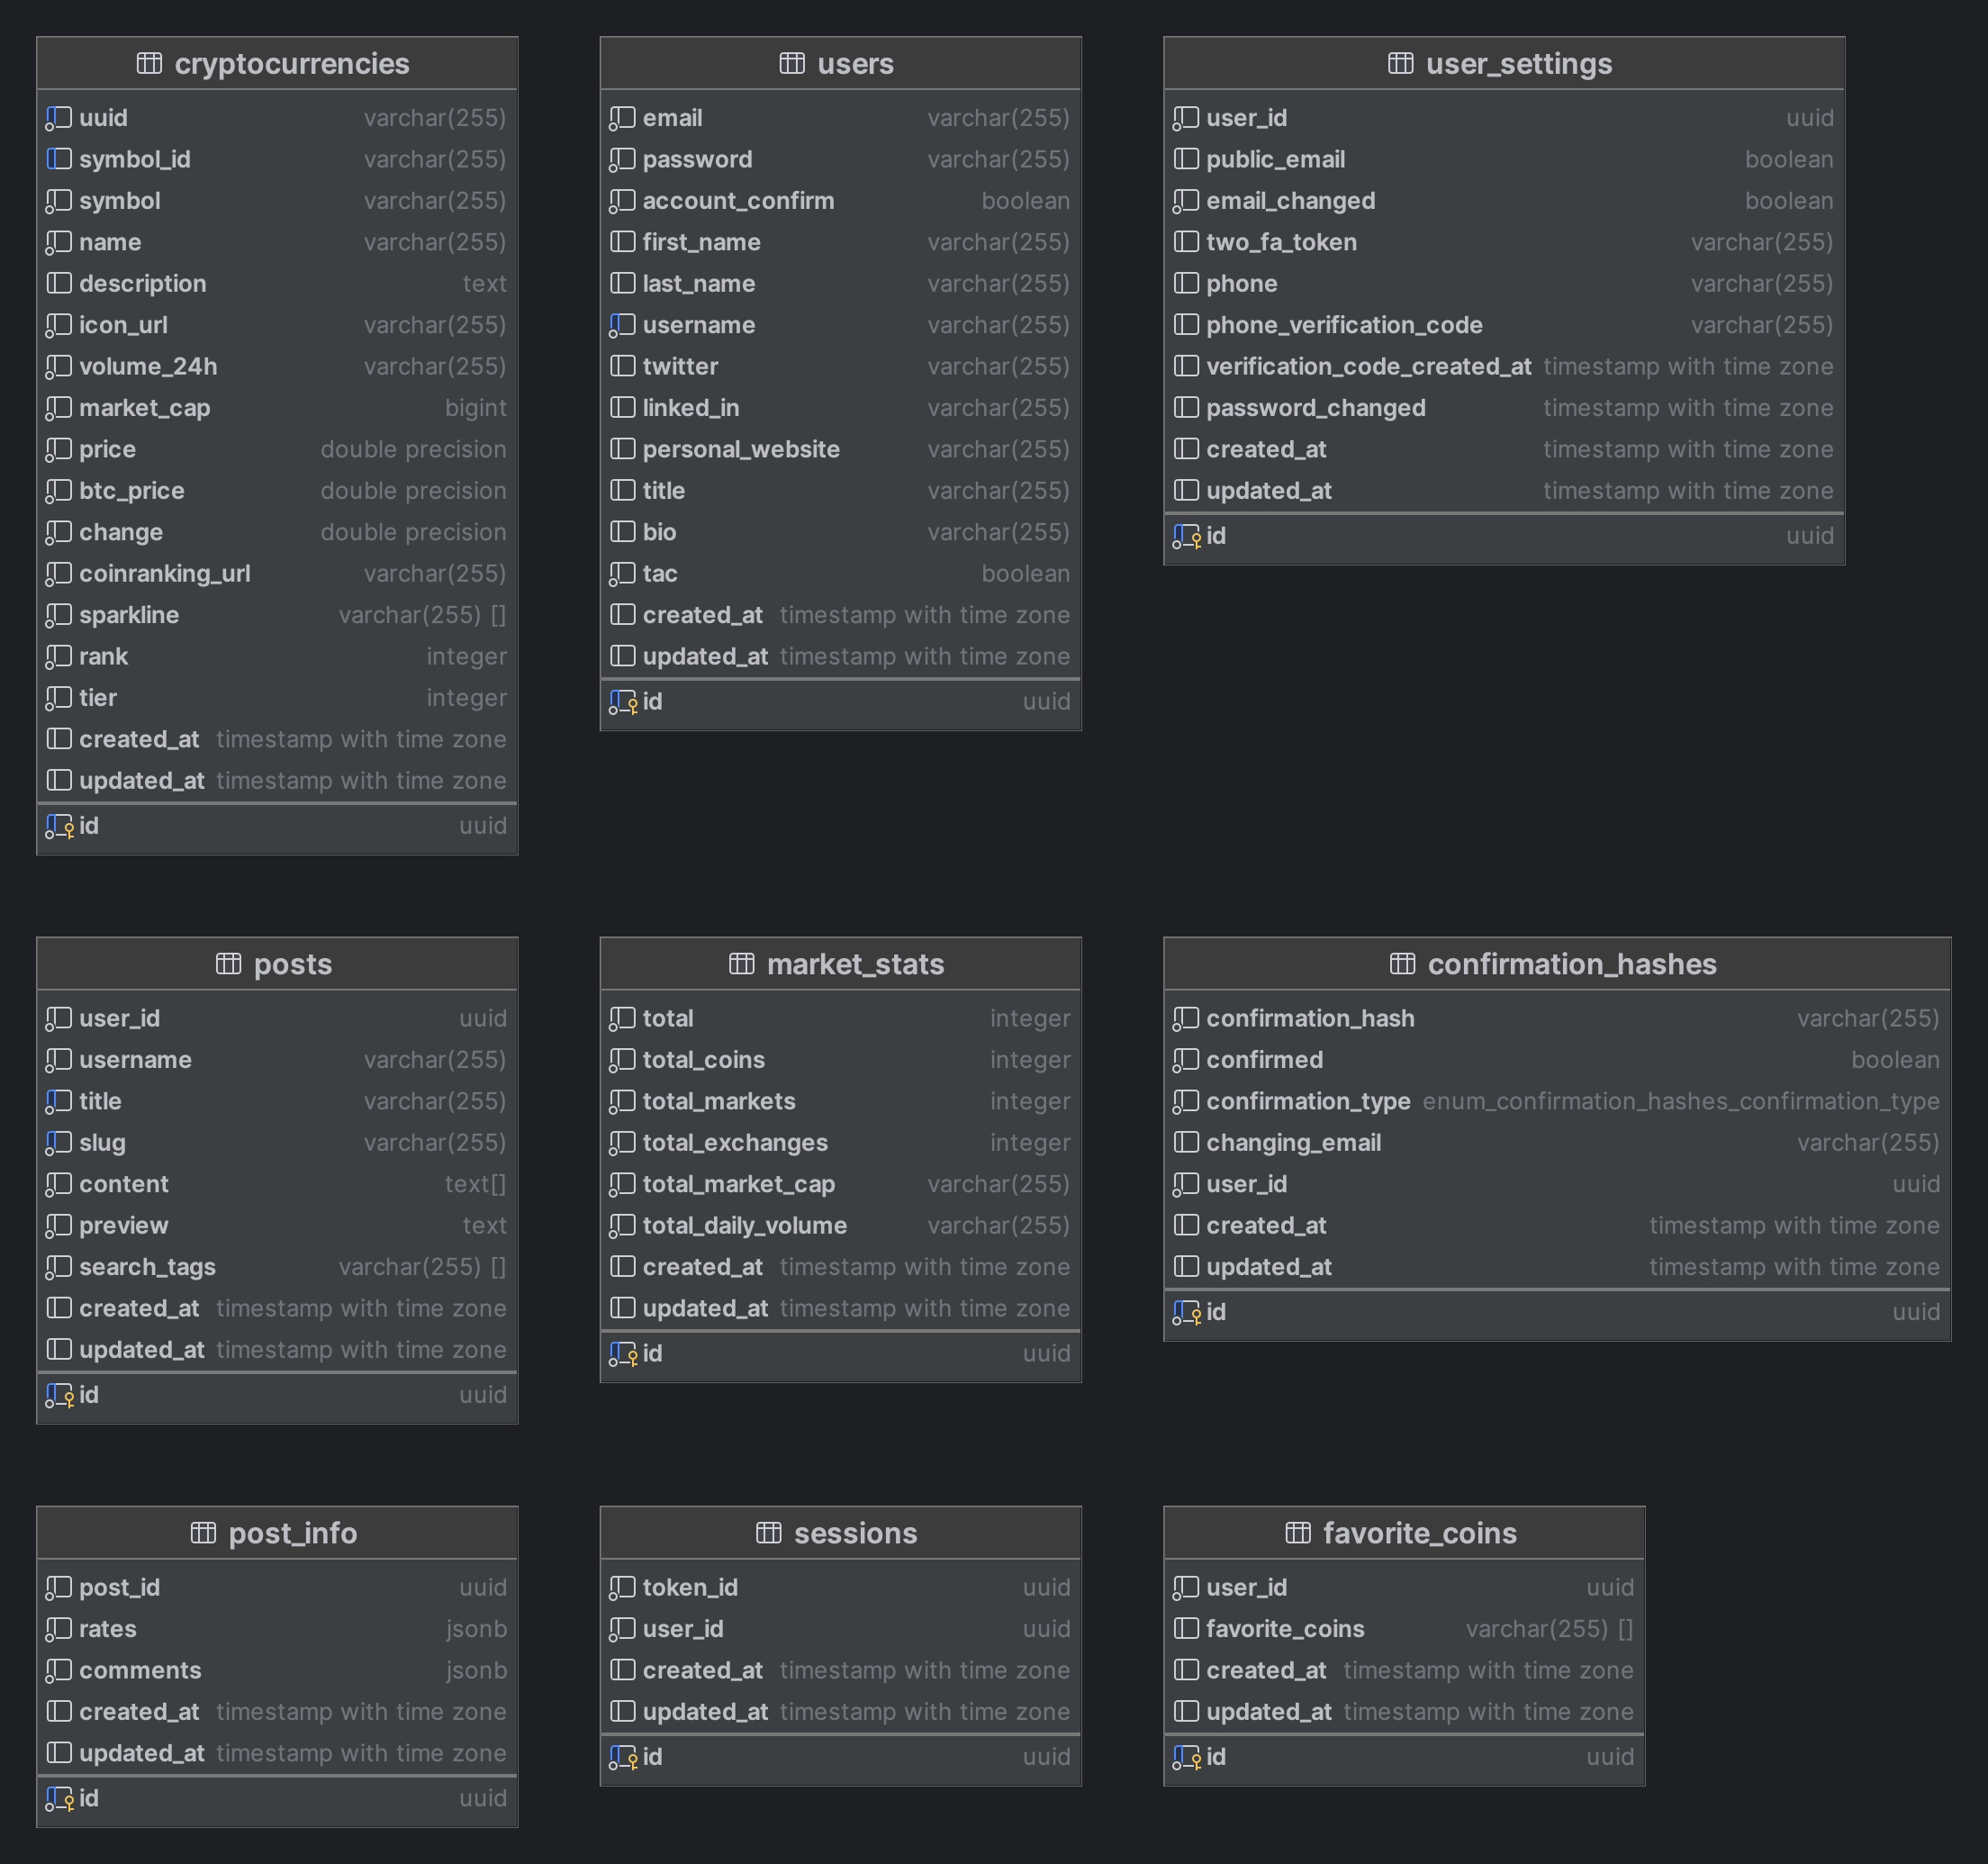 cryptocurrencies
uuid varchar(255)
symbol_id varchar(255)
symbol varchar(255)
name varchar(255)
description text
icon_url varchar(255)
volume_24h varchar(255)
market_cap bigint
price double precision
btc_price double precision
change double precision
coinranking_url varchar(255)
sparkline varchar(255) []
rank integer
tier integer
created_at timestamp with time zone
updated_at timestamp with time zone
id uuid
users
email varchar(255)
password varchar(255)
account_confirm boolean
first_name varchar(255)
last_name varchar(255)
username varchar(255)
twitter varchar(255)
linked_in varchar(255)
personal_website varchar(255)
title varchar(255)
bio varchar(255)
tac boolean
created_at timestamp with time zone
updated_at timestamp with time zone
id uuid
user_settings
user_id uuid
public_email boolean
email_changed boolean
two_fa_token varchar(255)
phone varchar(255)
phone_verification_code varchar(255)
verification_code_created_at timestamp with time zone
password_changed timestamp with time zone
created_at timestamp with time zone
updated_at timestamp with time zone
id uuid
posts
user_id uuid
username varchar(255)
title varchar(255)
slug varchar(255)
content text[]
preview text
search_tags varchar(255) []
created_at timestamp with time zone
updated_at timestamp with time zone
id uuid
market_stats
total integer
total_coins integer
total_markets integer
total_exchanges integer
total_market_cap varchar(255)
total_daily_volume varchar(255)
created_at timestamp with time zone
updated_at timestamp with time zone
id uuid
confirmation_hashes
confirmation_hash varchar(255)
confirmed boolean
confirmation_type enum_confirmation_hashes_confirmation_type
changing_email varchar(255)
user_id uuid
created_at timestamp with time zone
updated_at timestamp with time zone
id uuid
post_info
post_id uuid
rates jsonb
comments jsonb
created_at timestamp with time zone
updated_at timestamp with time zone
id uuid
sessions
token_id uuid
user_id uuid
created_at timestamp with time zone
updated_at timestamp with time zone
id uuid
favorite_coins
user_id uuid
favorite_coins varchar(255) []
created_at timestamp with time zone
updated_at timestamp with time zone
id uuid